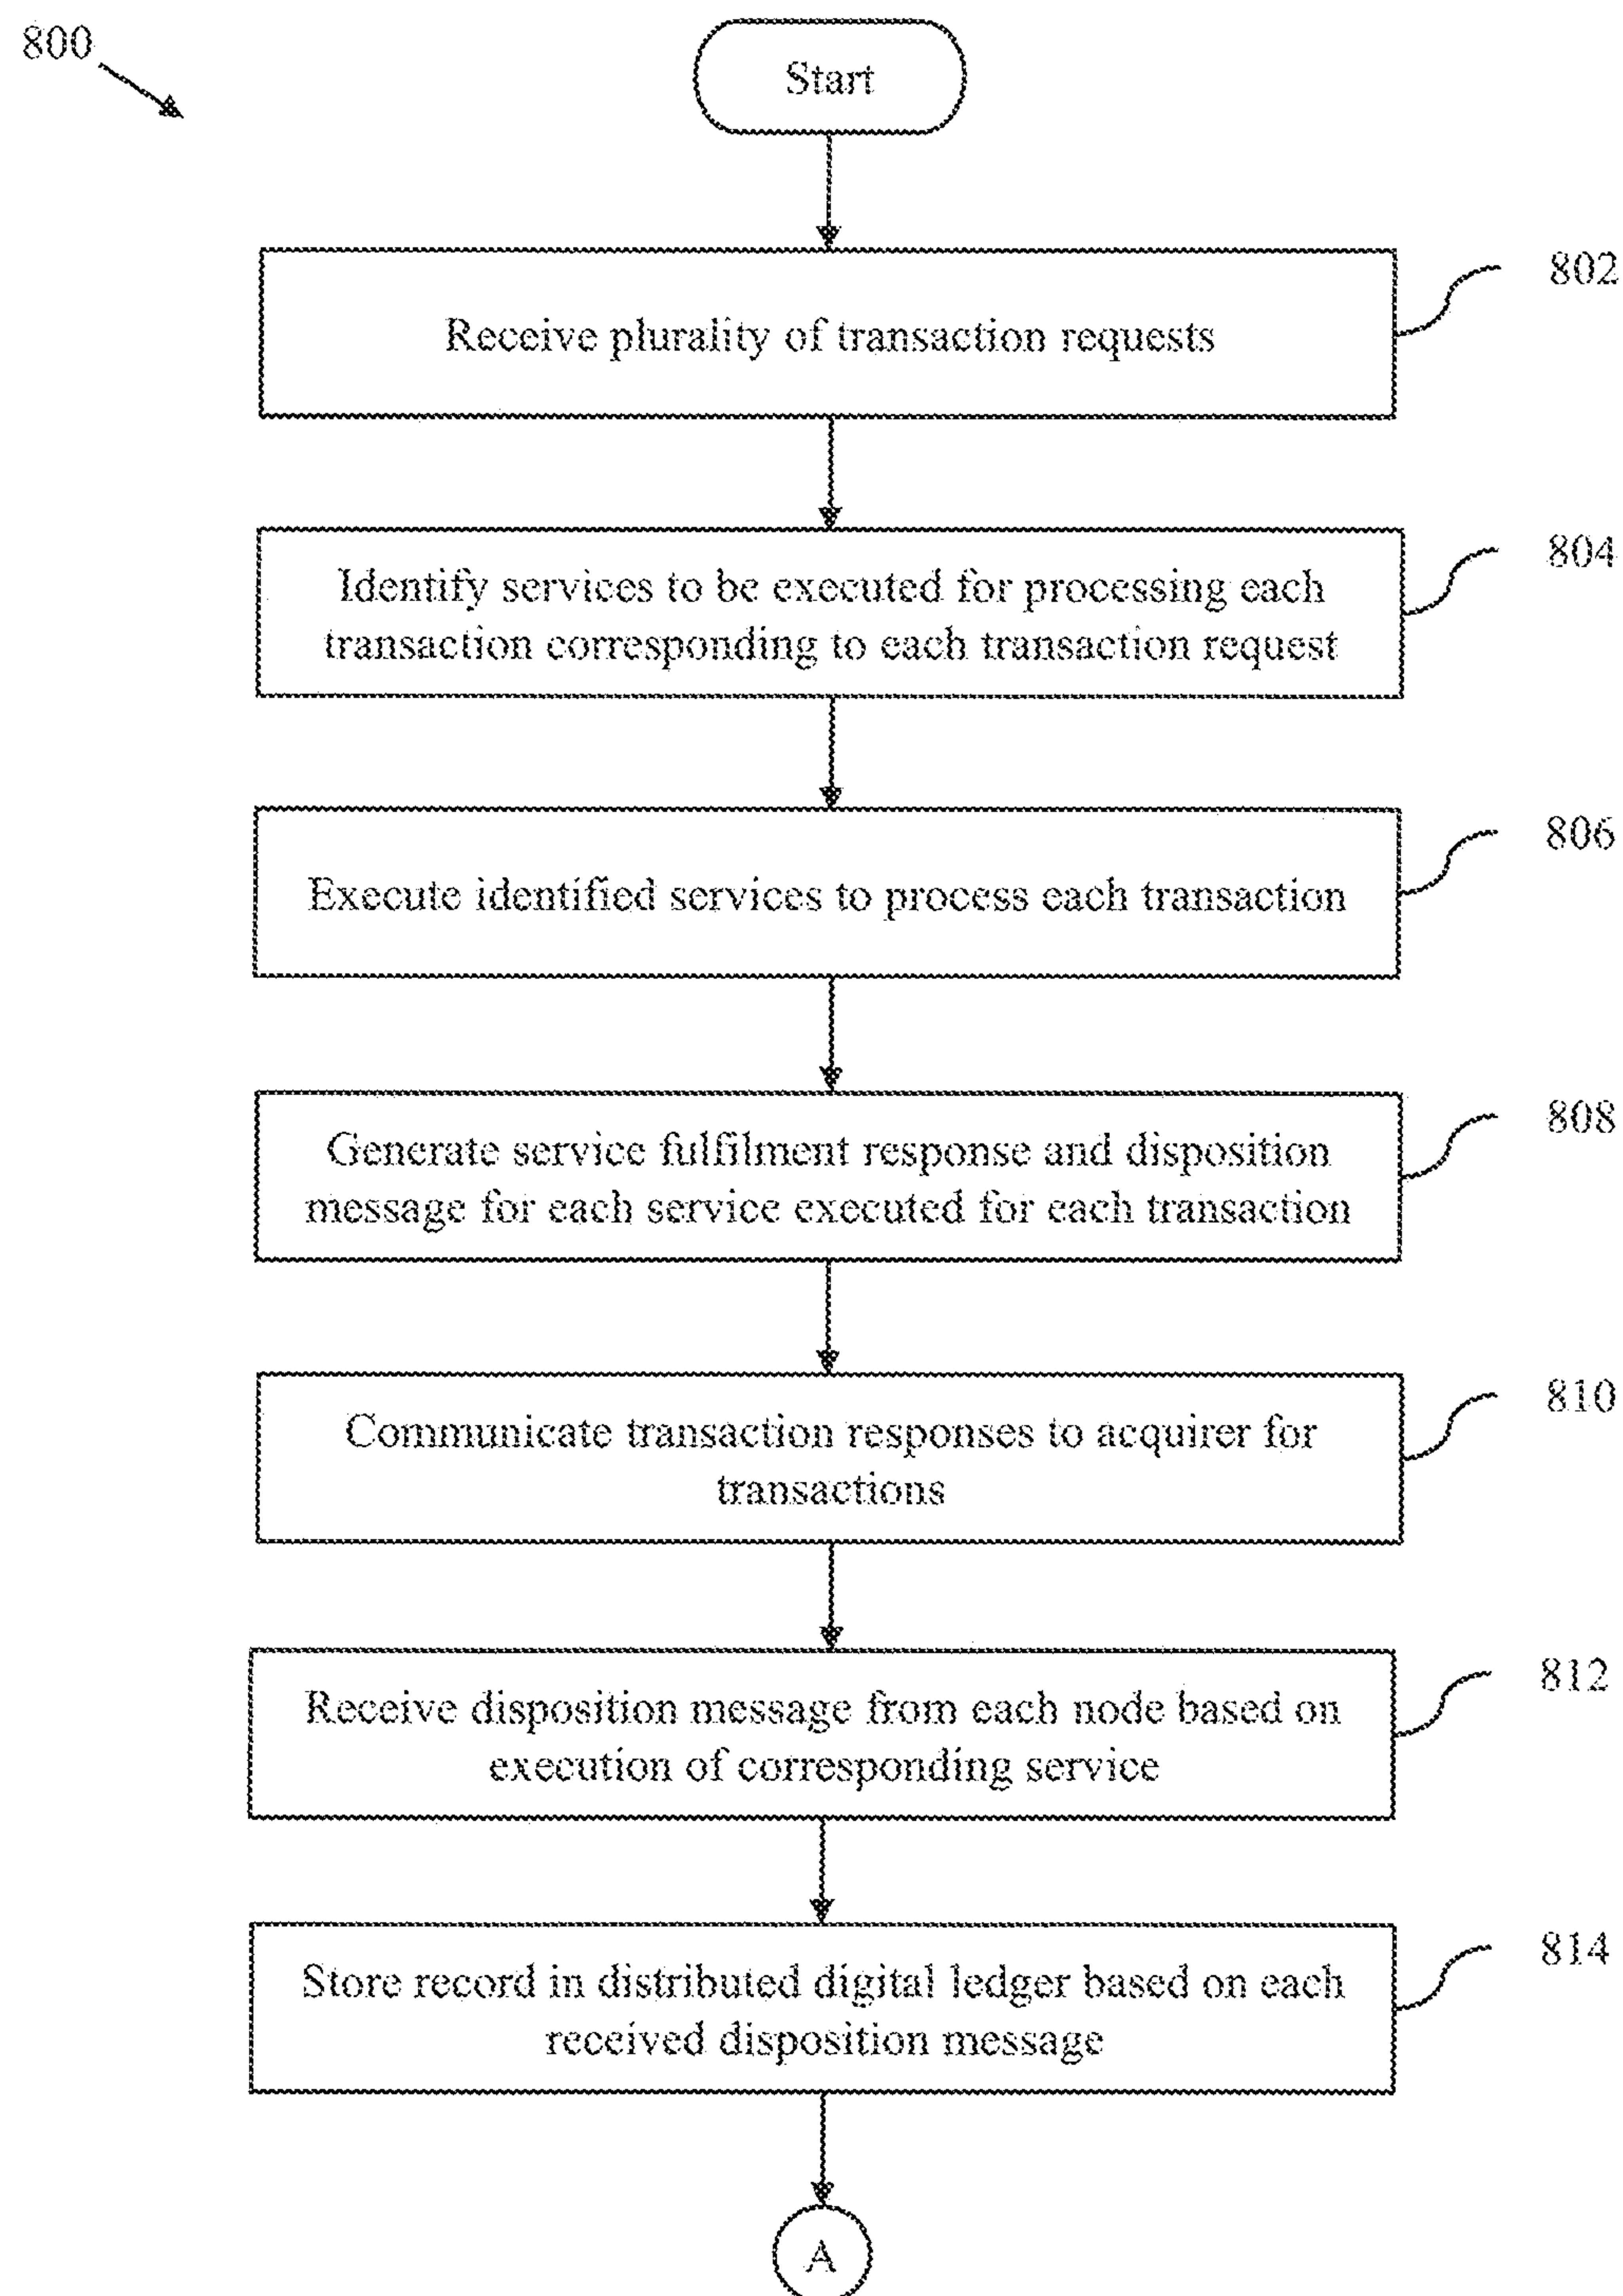 800
Start
802
Receive plurality of transaction requests
804
Identify services to be executed for processing each
transaction corresponding to each transaction request
806
Execute identified services to process each transaction
808
Generate service fulfilment response and disposition
message for each service executed for each transaction
810
Communicate transaction responses to acquirer for
transactions
812
Receive disposition message from each node based on
execution of corresponding service
814
Store record in distributed digital ledger based on each
received disposition message
A